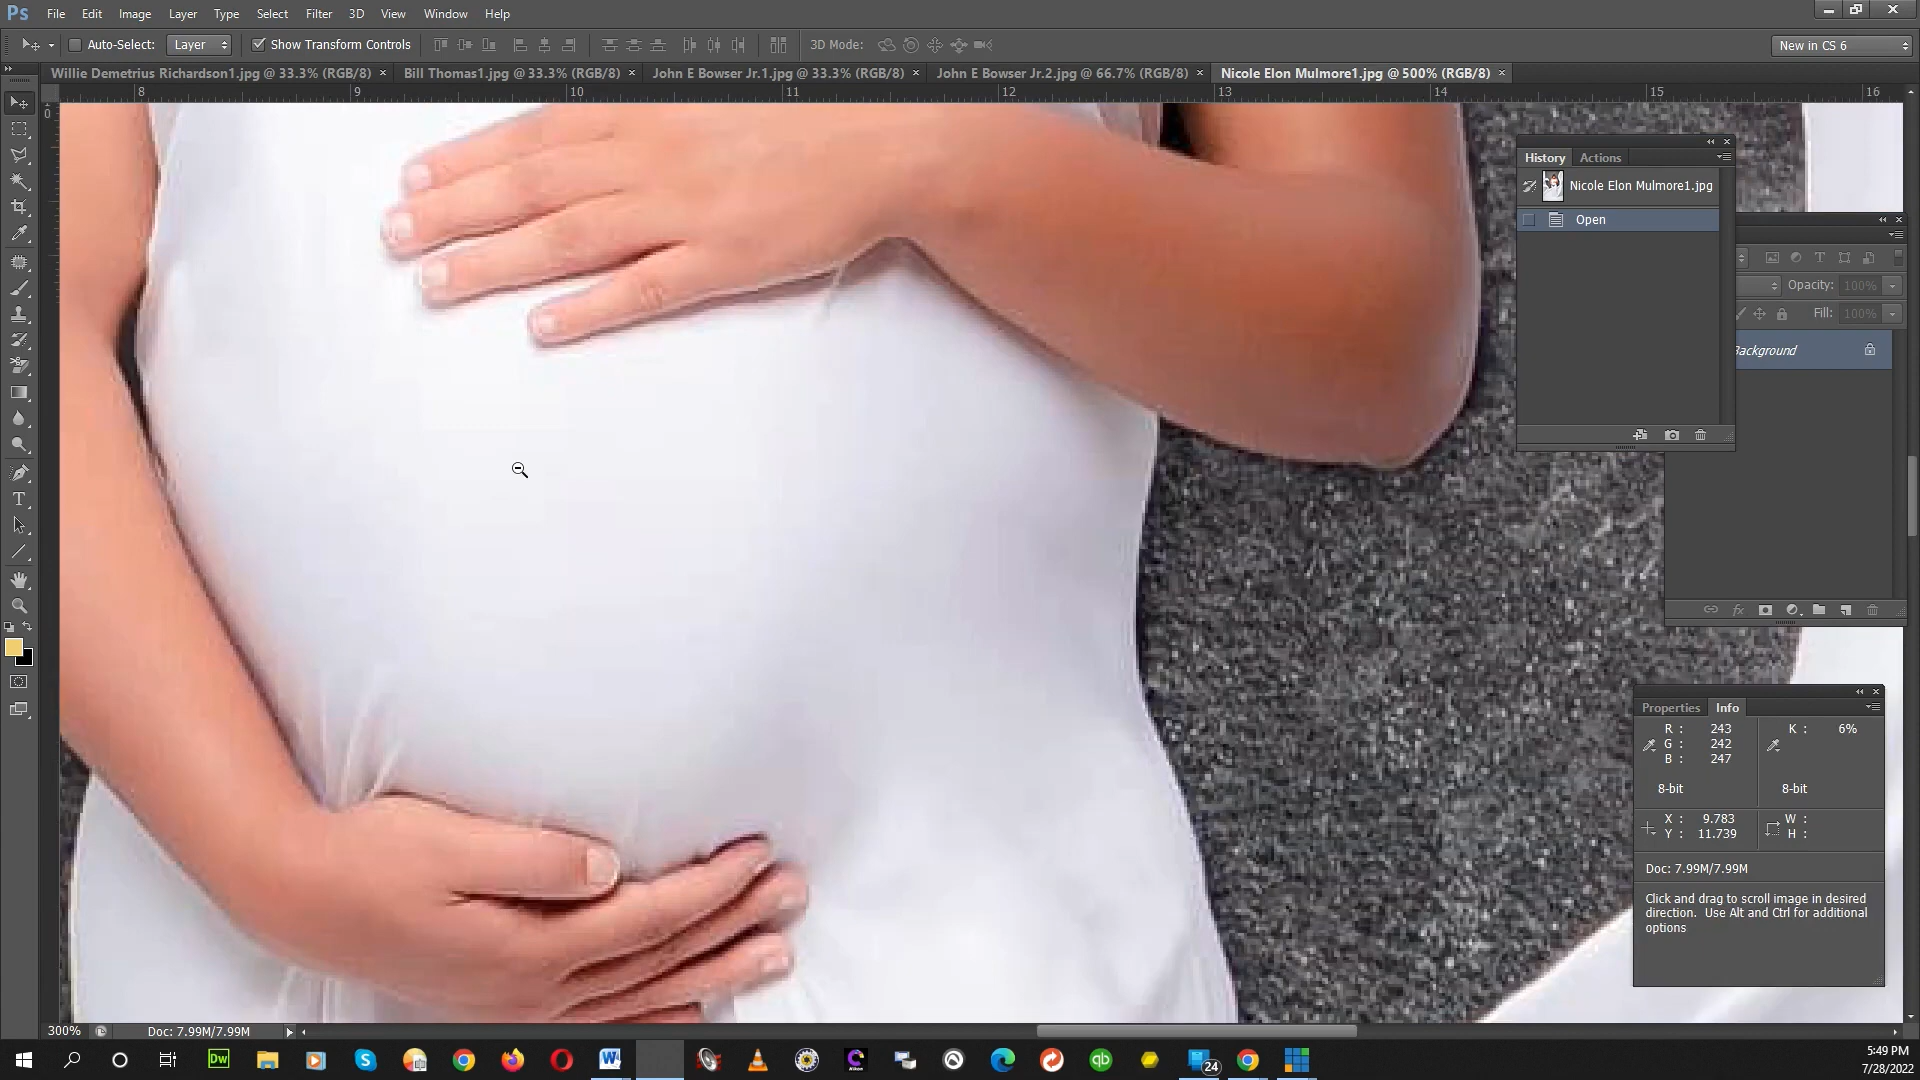 Ps File Edit Image Layer Type Select Filter 3D View Window Help
Auto-Select: Layer Show Transform Controls 3D Mode: New in CS 6
Willie Demetrius Richardson1.jpg @ 33.3% (RGB/8) × Bill Thomas1.jpg @ 33.3% (RGB/8) × John E Bowser Jr.1.jpg @ 33.3% (RGB/8) × John E Bowser Jr.2.jpg @ 66.7% (RGB/8) × Nicole Elon Mulmore1.jpg @ 500% (RGB/8) ×
8 9 10 11 12 13 14 15 16
History Actions
Nicole Elon Mulmore1.jpg
Open
Opacity: 100%
Fill: 100%
Background
Properties Info
R : 243 K : 6%
G : 242
B : 247
8-bit 8-bit
X : 9.783 W :
Y : 11.739 H :
Doc: 7.99M/7.99M
Click and drag to scroll image in desired
direction. Use Alt and Ctrl for additional
options
300% Doc: 7.99M/7.99M
Dw
24
5:49 PM
7/28/2022